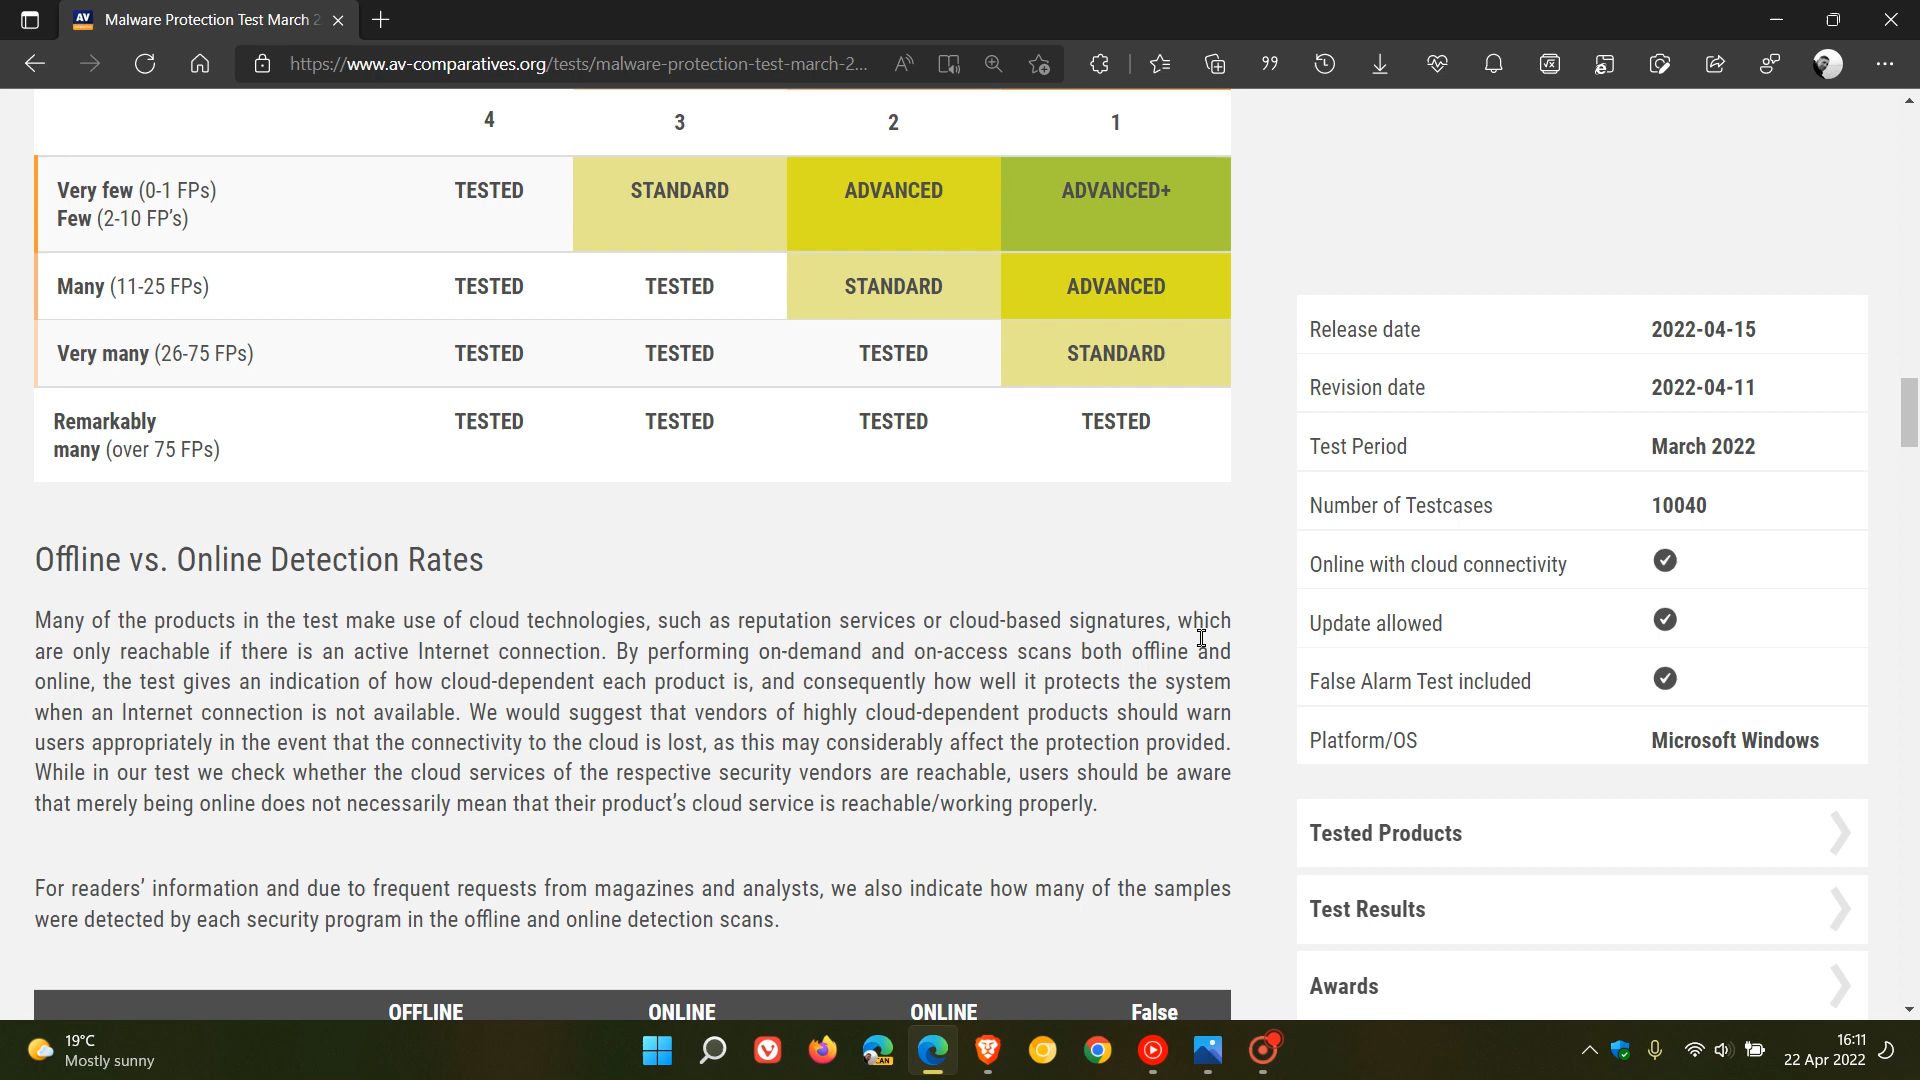 Malware Protection Test March 2
https://www.av-comparatives.org/tests/malware-protection-test-march-2...
4 3 2 1
Very few (0-1 FPs) TESTED STANDARD ADVANCED ADVANCED+
Few (2-10 FP's)
Many (11-25 FPs) TESTED TESTED STANDARD ADVANCED
Very many (26-75 FPs) TESTED TESTED TESTED STANDARD
Remarkably TESTED TESTED TESTED TESTED
many (over 75 FPs)
Offline vs. Online Detection Rates
Many of the products in the test make use of cloud technologies, such as reputation services or cloud-based signatures, which
are only reachable if there is an active Internet connection. By performing on-demand and on-access scans both offline and
online, the test gives an indication of how cloud-dependent each product is, and consequently how well it protects the system
when an Internet connection is not available. We would suggest that vendors of highly cloud-dependent products should warn
users appropriately in the event that the connectivity to the cloud is lost, as this may considerably affect the protection provided.
While in our test we check whether the cloud services of the respective security vendors are reachable, users should be aware
that merely being online does not necessarily mean that their product's cloud service is reachable/working properly.
For readers' information and due to frequent requests from magazines and analysts, we also indicate how many of the samples
were detected by each security program in the offline and online detection scans.
OFFLINE ONLINE ONLINE False
Release date 2022-04-15
Revision date 2022-04-11
Test Period March 2022
Number of Testcases 10040
Online with cloud connectivity
Update allowed
False Alarm Test included
Platform/OS Microsoft Windows
Tested Products
Test Results
Awards
19°C
Mostly sunny
CAN
16:11
22 Apr 2022